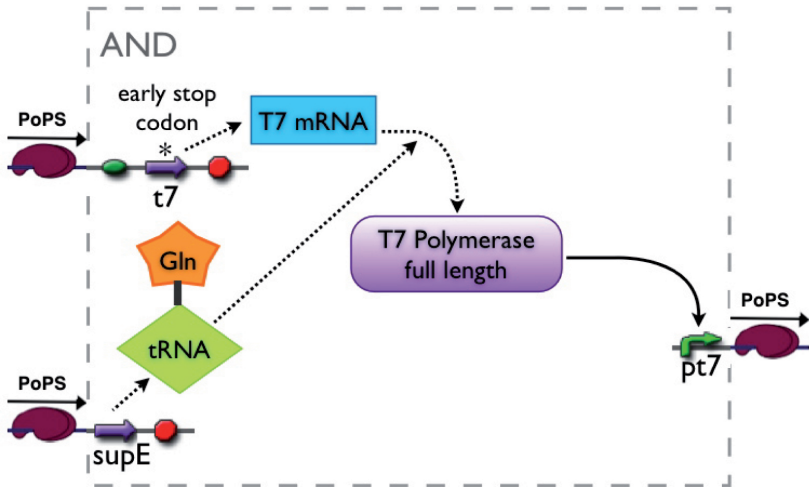 AND
early stop
codon
PoPS
*
T7 mRNA
t7
Gln
T7 Polymerase
full length
PoPS
tRNA
pt7
PoPS
supE